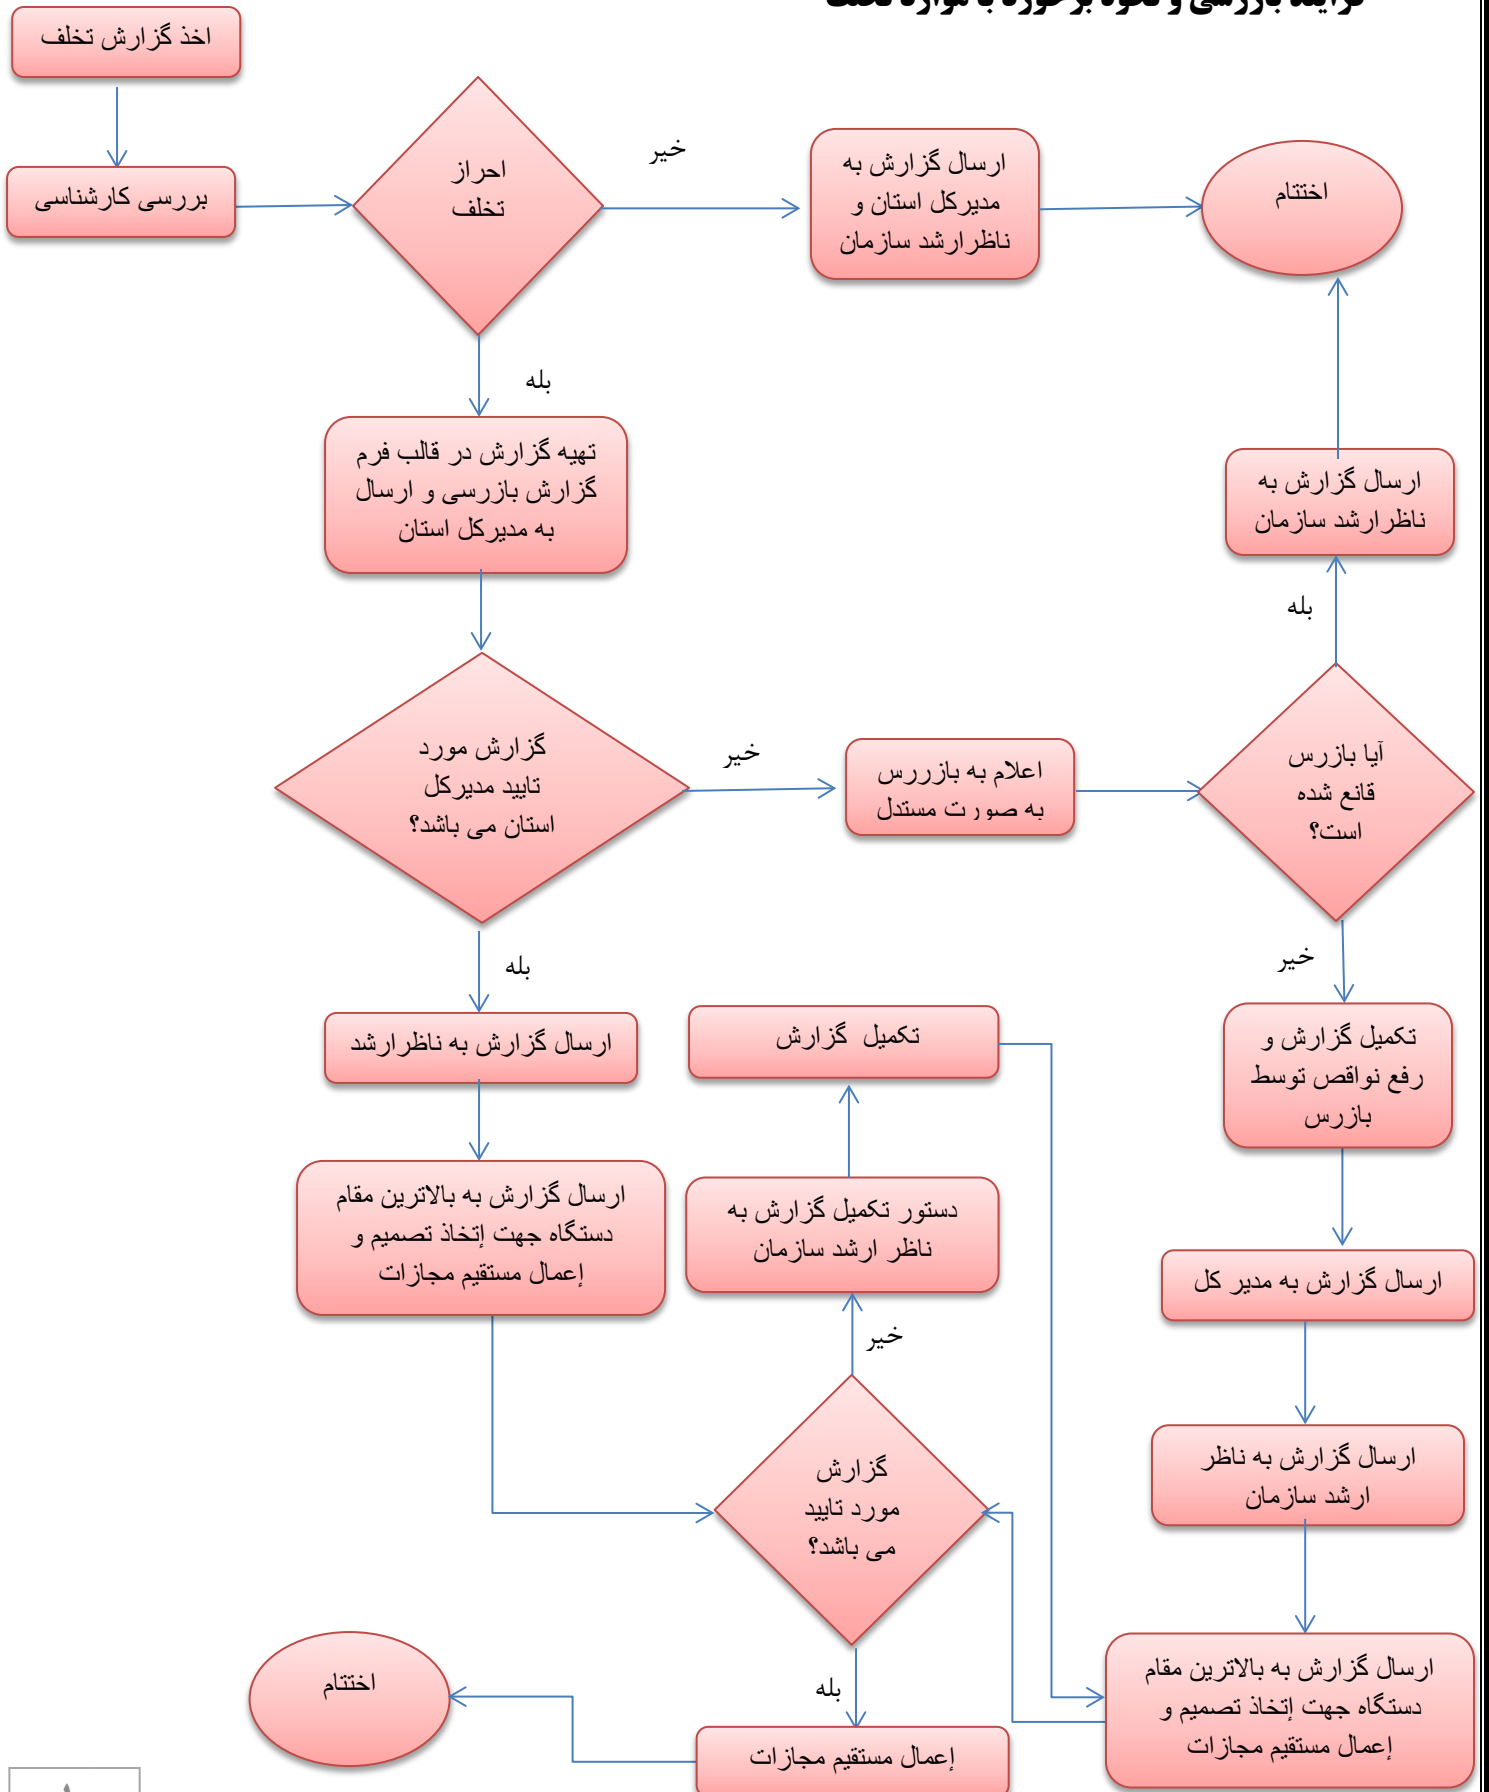 اخذ گزارش تخلف
بررسی کارشناسی
احراز
تخلف
خیر
ارسال گزارش به
مدیرکل استان و
ناظرارشد سازمان
اختتام
بله
تهیه گزارش در قالب فرم
گزارش بازرسی و ارسال
به مدیرکل استان
ارسال گزارش به
ناظرارشد سازمان
بله
گزارش مورد
تایید مدیرکل
استان می باشد؟
خیر
اعلام به بازررس
به صورت مستدل
آیا بازرس
قانع شده
است؟
بله
خیر
ارسال گزارش به ناظرارشد
تکمیل گزارش
تکمیل گزارش و
رفع نواقص توسط
بازرس
ارسال گزارش به بالاترین مقام
دستگاه جهت إتخاذ تصمیم و
إعمال مستقیم مجازات
دستور تکمیل گزارش به
ناظر ارشد سازمان
ارسال گزارش به مدیر کل
خیر
گزارش
مورد تایید
می باشد؟
ارسال گزارش به ناظر
ارشد سازمان
بله
اختتام
إعمال مستقیم مجازات
ارسال گزارش به بالاترین مقام
دستگاه جهت إتخاذ تصمیم و
إعمال مستقیم مجازات